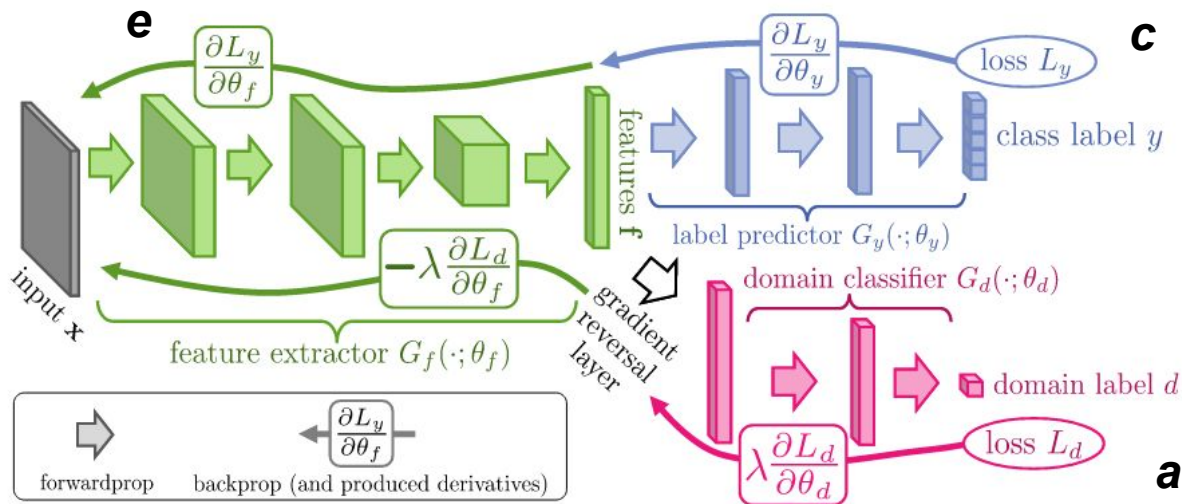 e
c
a
∂L_y/∂θ_f
∂L_y/∂θ_y
loss L_y
features f
class label y
label predictor G_y(·;θ_y)
−λ ∂L_d/∂θ_f
input x
feature extractor G_f(·;θ_f)
gradient
reversal
layer
domain classifier G_d(·;θ_d)
domain label d
λ ∂L_d/∂θ_d
loss L_d
forwardprop
∂L_y/∂θ_f
backprop (and produced derivatives)